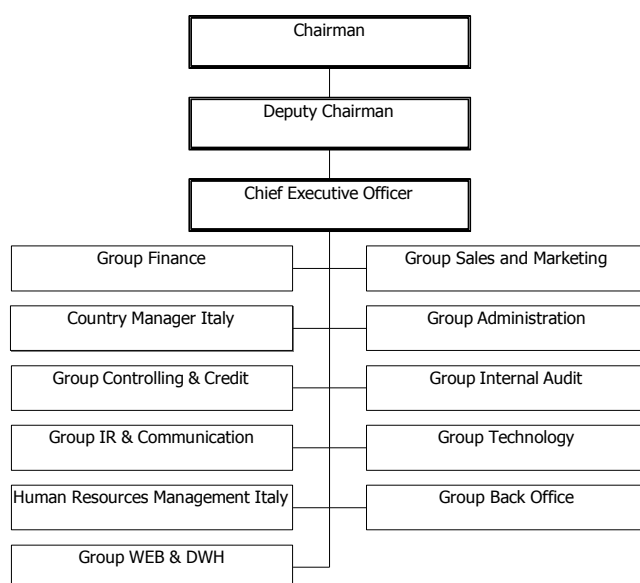 Chairman
Deputy Chairman
Chief Executive Officer
Group Finance
Group Sales and Marketing
Country Manager Italy
Group Administration
Group Controlling & Credit
Group Internal Audit
Group IR & Communication
Group Technology
Human Resources Management Italy
Group Back Office
Group WEB & DWH